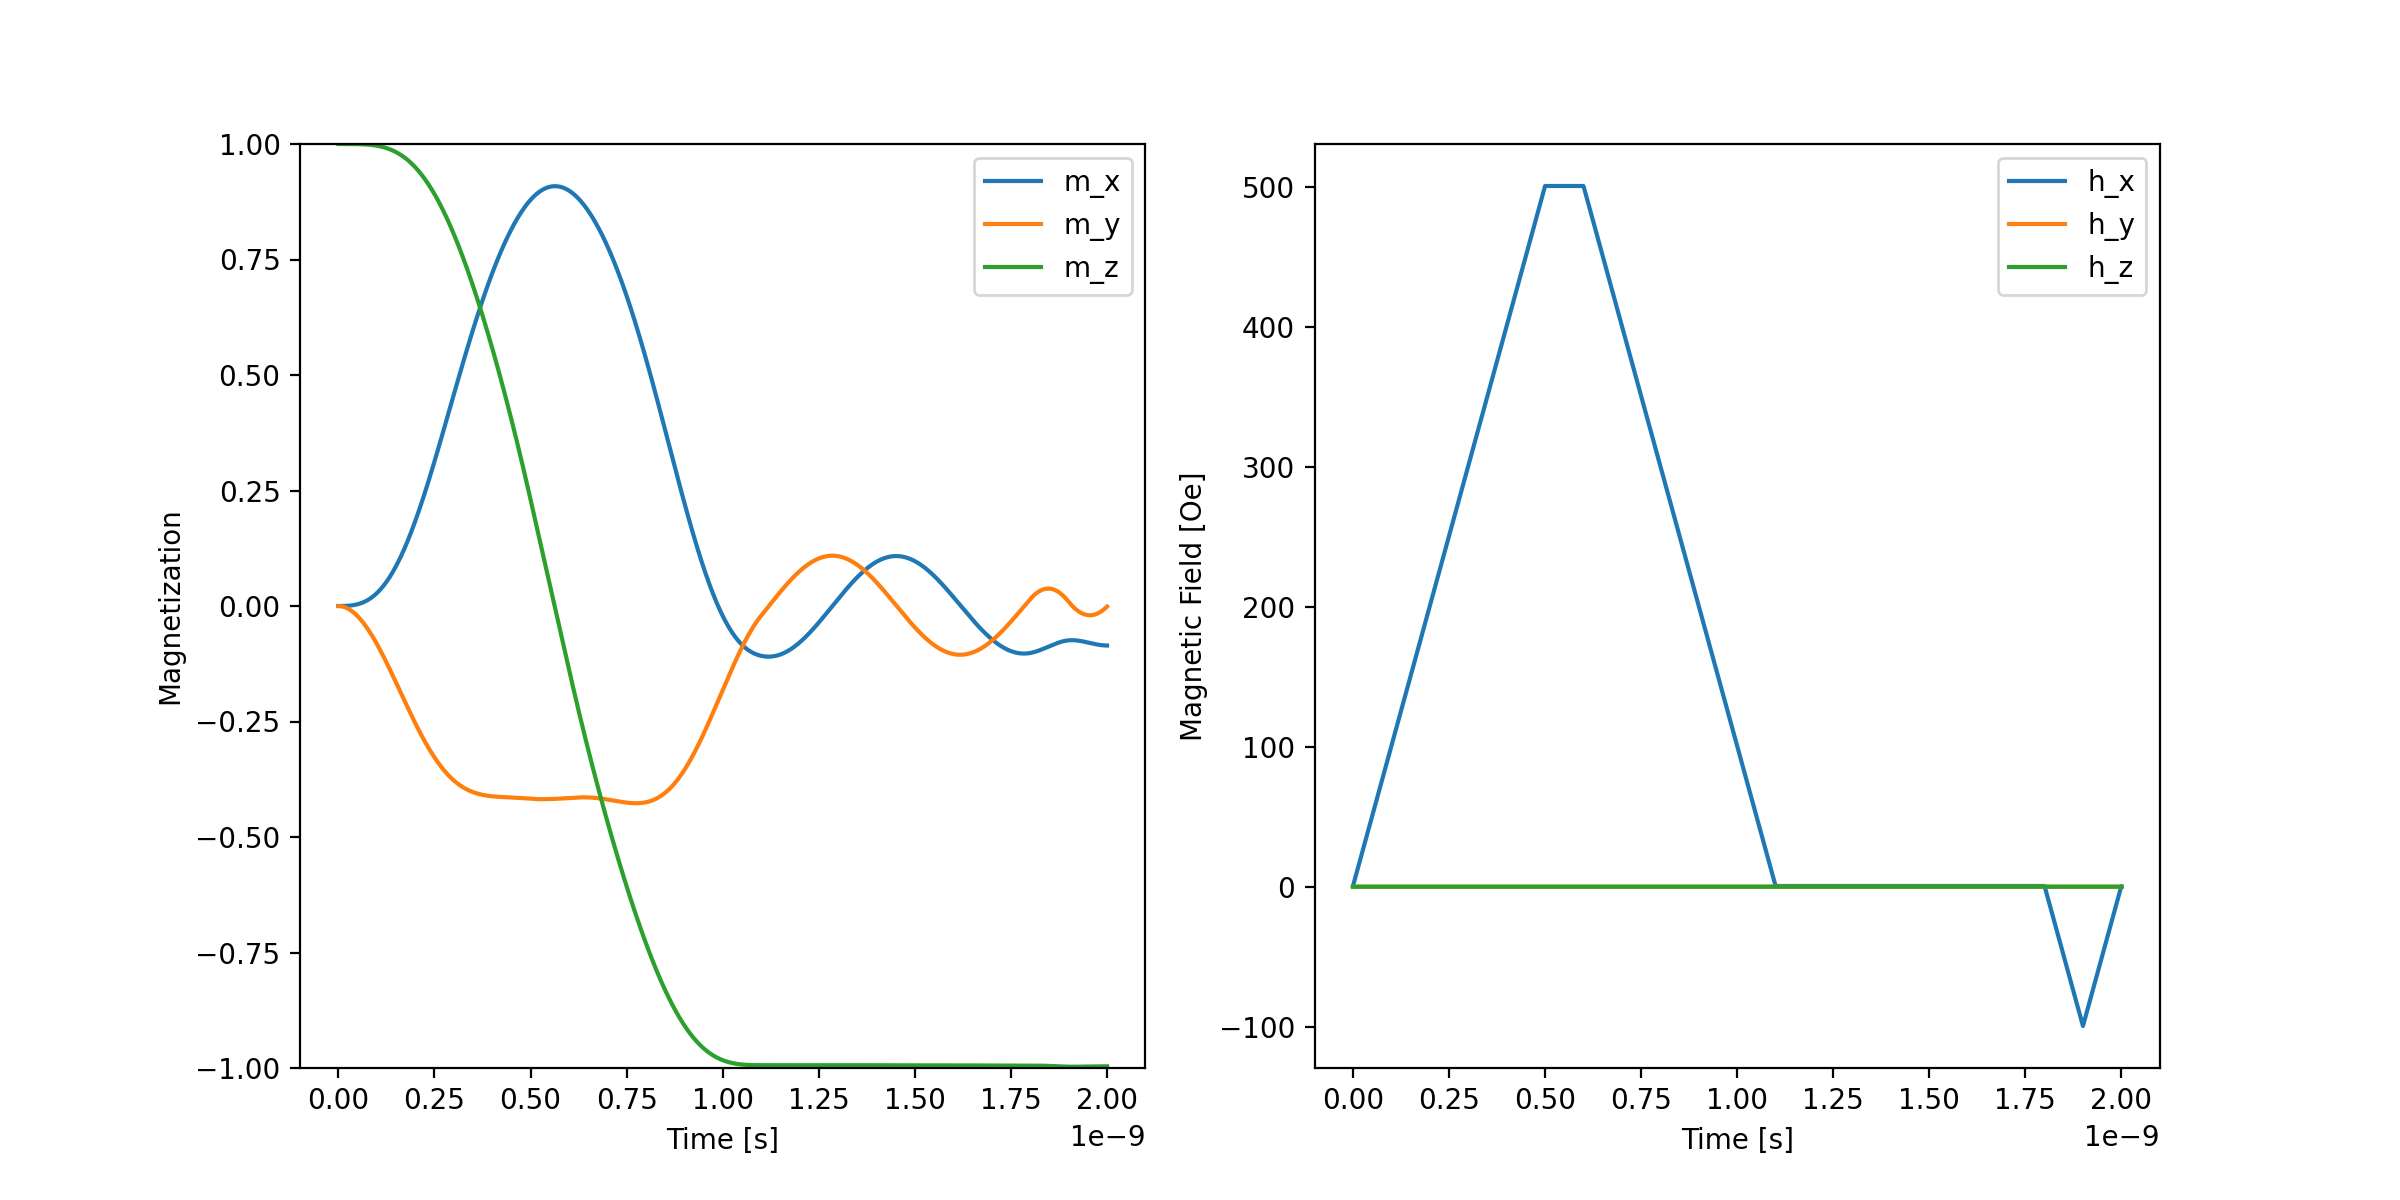 1.00
0.75
0.50
0.25
0.00
−0.25
−0.50
−0.75
−1.00
Magnetization
m_x
m_y
m_z
0.00 0.25 0.50 0.75 1.00 1.25 1.50 1.75 2.00
Time [s]
1e−9
500
400
300
200
100
0
−100
Magnetic Field [Oe]
h_x
h_y
h_z
0.00 0.25 0.50 0.75 1.00 1.25 1.50 1.75 2.00
Time [s]
1e−9